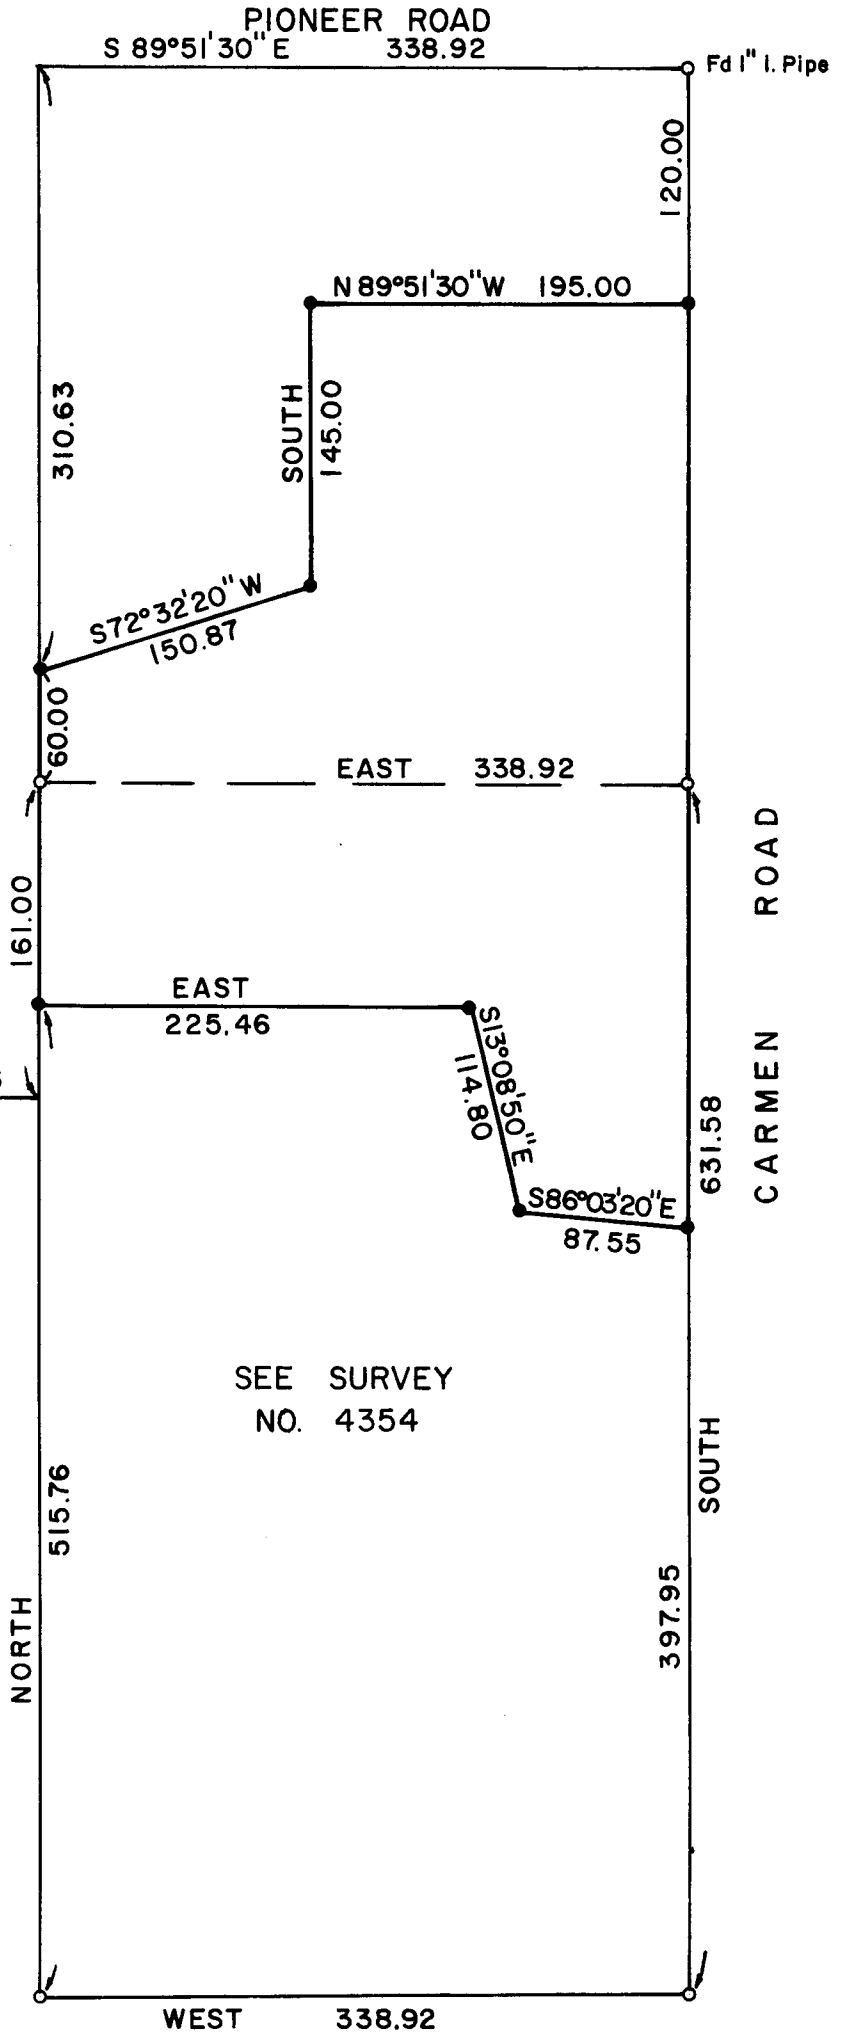 PIONEER ROAD
S 89°51'30" E 338.92
Fd 1" I. Pipe
120.00
N 89°51'30" W 195.00
310.63
SOUTH
145.00
S72°32'20" W
150.87
60.00
EAST 338.92
CARMEN ROAD
161.00
EAST
225.46
S13°08'50" E
114.80
631.58
S86°03'20" E
87.55
SEE SURVEY
NO. 4354
SOUTH
515.76
397.95
NORTH
WEST 338.92